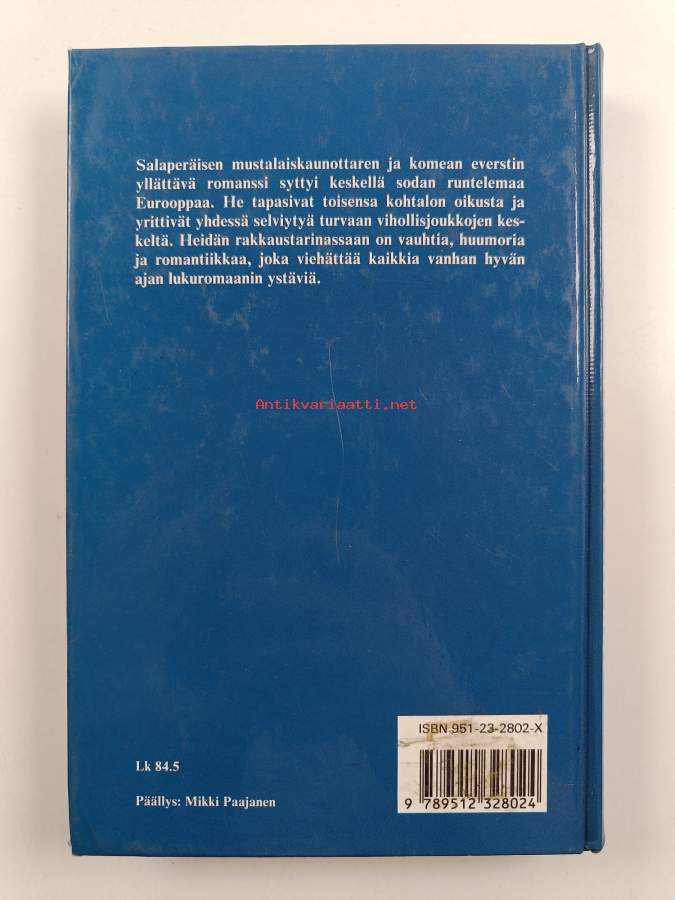 Salaperäisen mustalaiskaunottaren ja komean everstin
yllättävä romanssi syttyi keskellä sodan runtelemaa
Eurooppaa. He tapasivat toisensa kohtalon oikusta ja
yrittivät yhdessä selviytyä turvaan vihollisjoukkojen kes-
keltä. Heidän rakkaustarinassaan on vauhtia, huumoria
ja romantiikkaa, joka viehättää kaikkia vanhan hyvän
ajan lukuromaanin ystäviä.
Antikvariaatti.net
ISBN 951-23-2802-X
Lk 84.5
Päällys: Mikki Paajanen
9 789512 328024